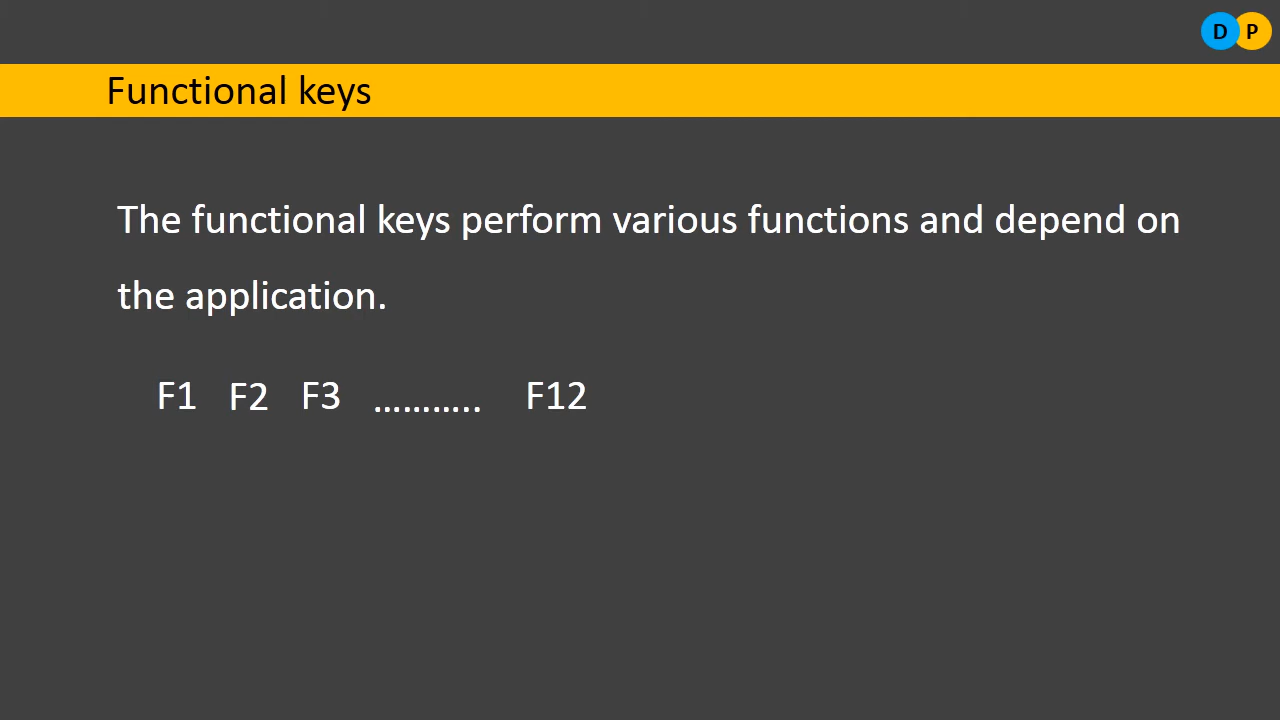 D P
Functional keys
The functional keys perform various functions and depend on
the application.
F1 F2 F3 ........... F12